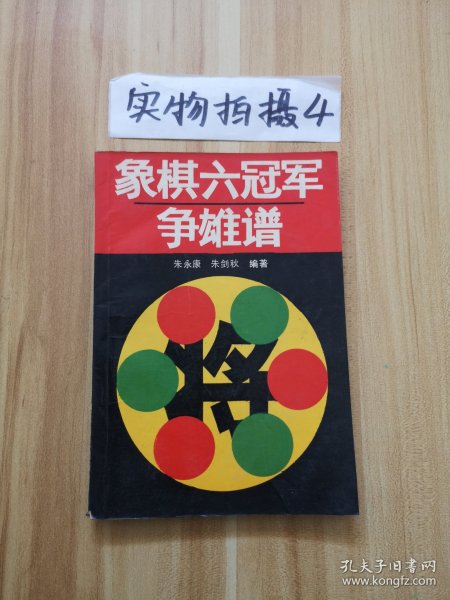 实物拍摄4
象棋六冠军
争雄谱
朱永康 朱剑秋 编著
将
孔夫子旧书网
www.kongfz.com